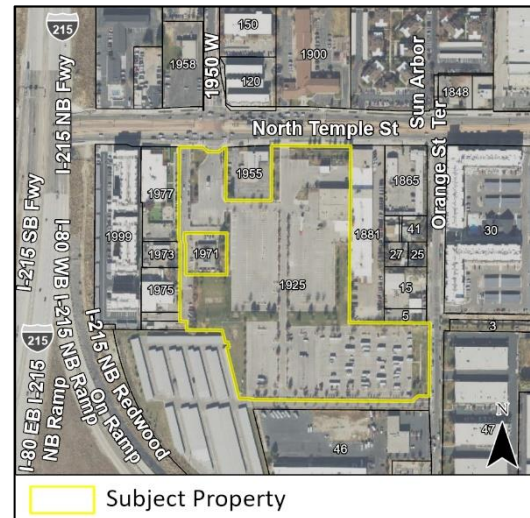 215
I-215 NB Fwy
I-215 SB Fwy
1958
1950 W
150
120
1900
Sun Arbor
Ter
1848
North Temple St
Orange St
1977
1955
1865
1999
1973
1971
1975
1925
1881
41
27
25
15
5
30
3
215
I-80 EB I-215
NB Ramp
I-80 WB I-215 NB Ramp
I-215 NB Redwood
On Ramp
46
47
N
Subject Property